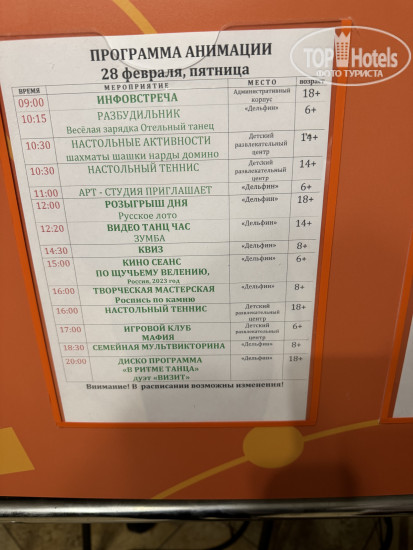 TopHotels
ФОТО ТУРИСТА
ПРОГРАММА АНИМАЦИИ
28 февраля, пятница
ВРЕМЯ МЕРОПРИЯТИЕ МЕСТО возраст
09:00 ИНФОВСТРЕЧА Административный корпус 18+
10:15 РАЗБУДИЛЬНИК «Дельфин» 6+
Весёлая зарядка Отельный танец
10:30 НАСТОЛЬНЫЕ АКТИВНОСТИ Детский развлекательный центр
шахматы шашки нарды домино
10:30 НАСТОЛЬНЫЙ ТЕННИС Детский развлекательный центр 14+
11:00 АРТ - СТУДИЯ ПРИГЛАШАЕТ «Дельфин» 6+
12:00 РОЗЫГРЫШ ДНЯ «Дельфин» 18+
Русское лото
12:20 ВИДЕО ТАНЦ ЧАС «Дельфин» 14+
ЗУМБА
14:30 КВИЗ «Дельфин» 8+
15:00 КИНО СЕАНС «Дельфин» 6+
ПО ЩУЧЬЕМУ ВЕЛЕНИЮ,
Россия, 2023 год
16:00 ТВОРЧЕСКАЯ МАСТЕРСКАЯ «Дельфин» 8+
Роспись по камню
16:00 НАСТОЛЬНЫЙ ТЕННИС Детский развлекательный центр 18+
17:00 ИГРОВОЙ КЛУБ Детский развлекательный центр 6+
МАФИЯ
18:30 СЕМЕЙНАЯ МУЛЬТВИКТОРИНА «Дельфин» 8+
20:00 ДИСКО ПРОГРАММА «Дельфин» 18+
«В РИТМЕ ТАНЦА»
дуэт «ВИЗИТ»
Внимание! В расписании возможны изменения!